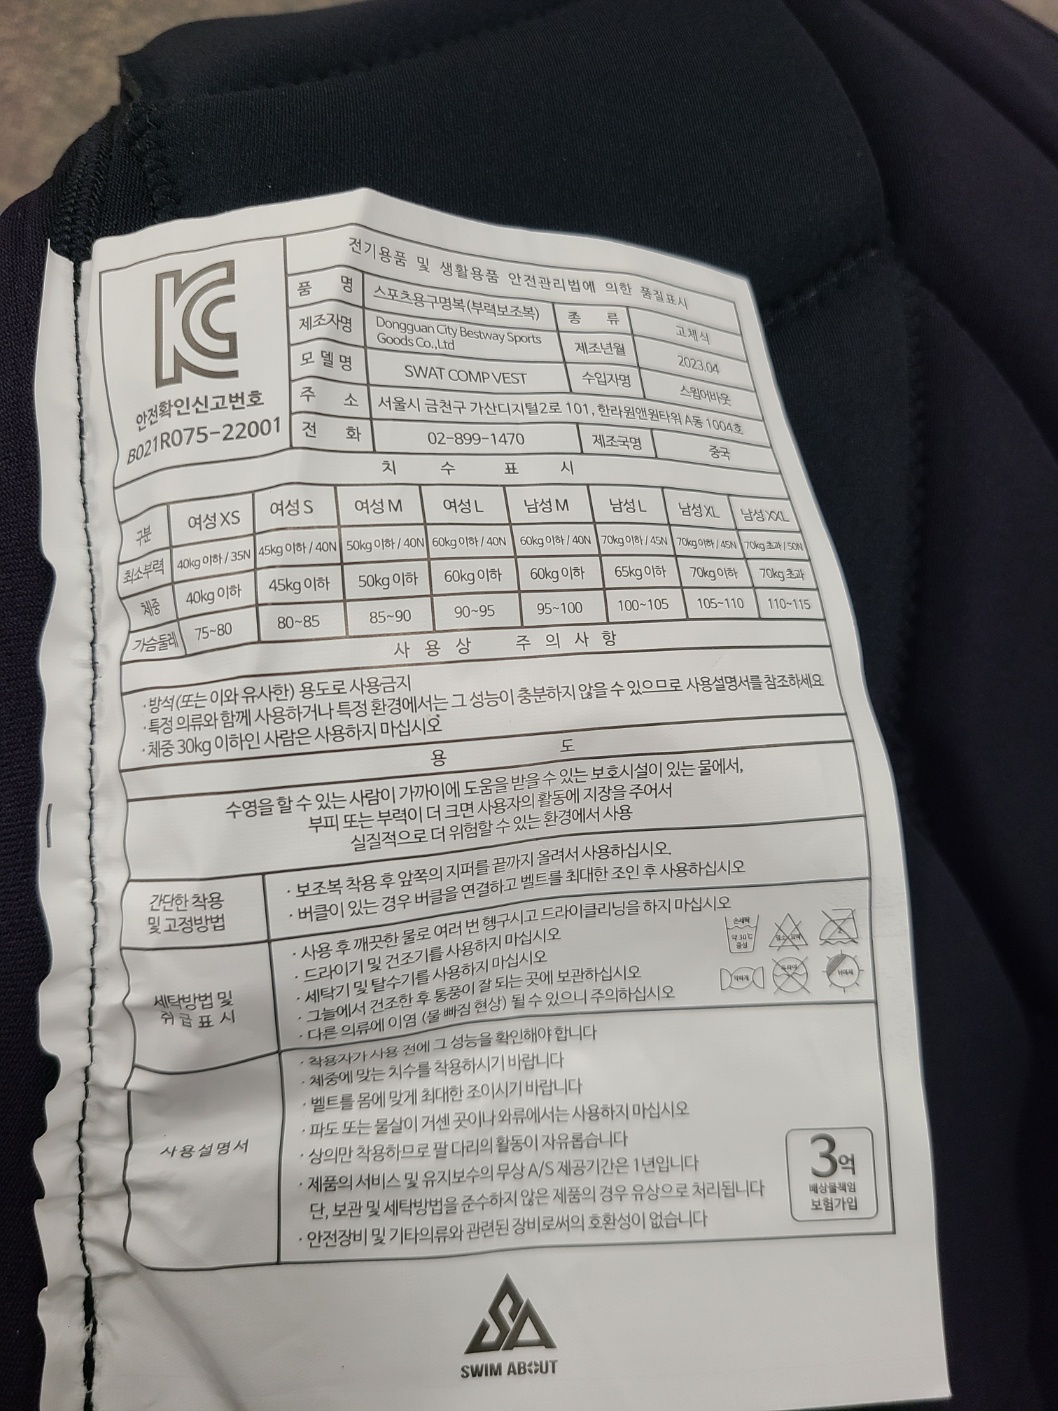 전기용품 및 생활용품 안전관리법에 의한 품질표시
KC
안전확인신고번호
B021R075-22001
품 명 스포츠용구명복(부력보조복) 종 류 고체식
제조자명 Dongguan City Bestway Sports Goods Co.,Ltd 제조년월 2023.04
모델명 SWAT COMP VEST 수입자명 스윔어바웃
주 소 서울시 금천구 가산디지털2로 101, 한라원앤원타워 A동 1004호
전 화 02-899-1470 제조국명 중국
치 수 표 시
구분 여성 XS 여성 S 여성 M 여성 L 남성 M 남성 L 남성 XL 남성 XXL
최소부력 40kg 이하 / 35N 45kg 이하 / 40N 50kg 이하 / 40N 60kg 이하 / 40N 60kg 이하 / 40N 70kg 이하 / 45N 70kg 이하 / 45N 70kg 초과 / 50N
체중 40kg 이하 45kg 이하 50kg 이하 60kg 이하 60kg 이하 65kg 이하 70kg 이하 70kg 초과
가슴둘레 75~80 80~85 85~90 90~95 95~100 100~105 105~110 110~115
사 용 상 주 의 사 항
·방석(또는 이와 유사한) 용도로 사용금지
·특정 의류와 함께 사용하거나 특정 환경에서는 그 성능이 충분하지 않을 수 있으므로 사용설명서를 참조하세요
·체중 30kg 이하인 사람은 사용하지 마십시오
용 도
수영을 할 수 있는 사람이 가까이에 도움을 받을 수 있는 보호시설이 있는 물에서,
부피 또는 부력이 더 크면 사용자의 활동에 지장을 주어서
실질적으로 더 위험할 수 있는 환경에서 사용
간단한 착용
및 고정방법
· 보조복 착용 후 앞쪽의 지퍼를 끝까지 올려서 사용하십시오.
· 버클이 있는 경우 버클을 연결하고 벨트를 최대한 조인 후 사용하십시오
세탁방법 및
취 급 표 시
· 사용 후 깨끗한 물로 여러 번 헹구시고 드라이클리닝을 하지 마십시오
· 드라이기 및 건조기를 사용하지 마십시오
· 세탁기 및 탈수기를 사용하지 마십시오
· 그늘에서 건조한 후 통풍이 잘 되는 곳에 보관하십시오
· 다른 의류에 이염 (물 빠짐 현상) 될 수 있으니 주의하십시오
손세탁
약 30℃
중성
사용설명서
· 착용자가 사용 전에 그 성능을 확인해야 합니다
· 체중에 맞는 치수를 착용하시기 바랍니다
· 벨트를 몸에 맞게 최대한 조이시기 바랍니다
· 파도 또는 물살이 거센 곳이나 와류에서는 사용하지 마십시오
· 상의만 착용하므로 팔 다리의 활동이 자유롭습니다
· 제품의 서비스 및 유지보수의 무상 A/S 제공기간은 1년입니다
단, 보관 및 세탁방법을 준수하지 않은 제품의 경우 유상으로 처리됩니다
· 안전장비 및 기타의류와 관련된 장비로써의 호환성이 없습니다
3억
배상물책임
보험가입
SA
SWIM ABOUT